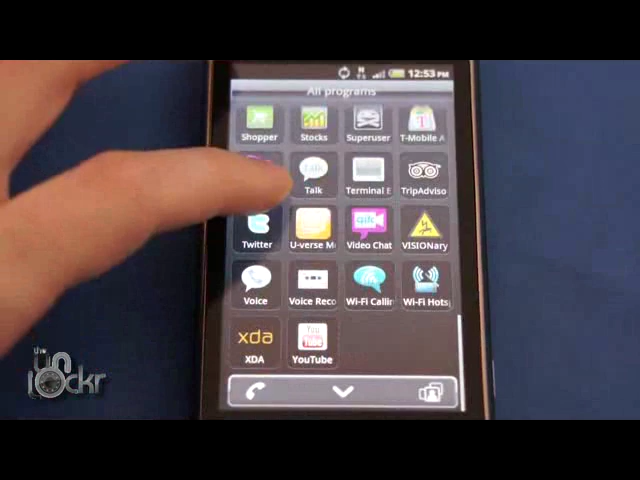 12:53 PM
All programs
Shopper Stocks Superuser T-Mobile A
Talk
Talk Terminal E TripAdviso
Twitter U-verse M Video Chat VISIONary
Voice Voice Reco Wi-Fi Callin Wi-Fi Hots
xda You Tube
XDA YouTube
the
unlockr